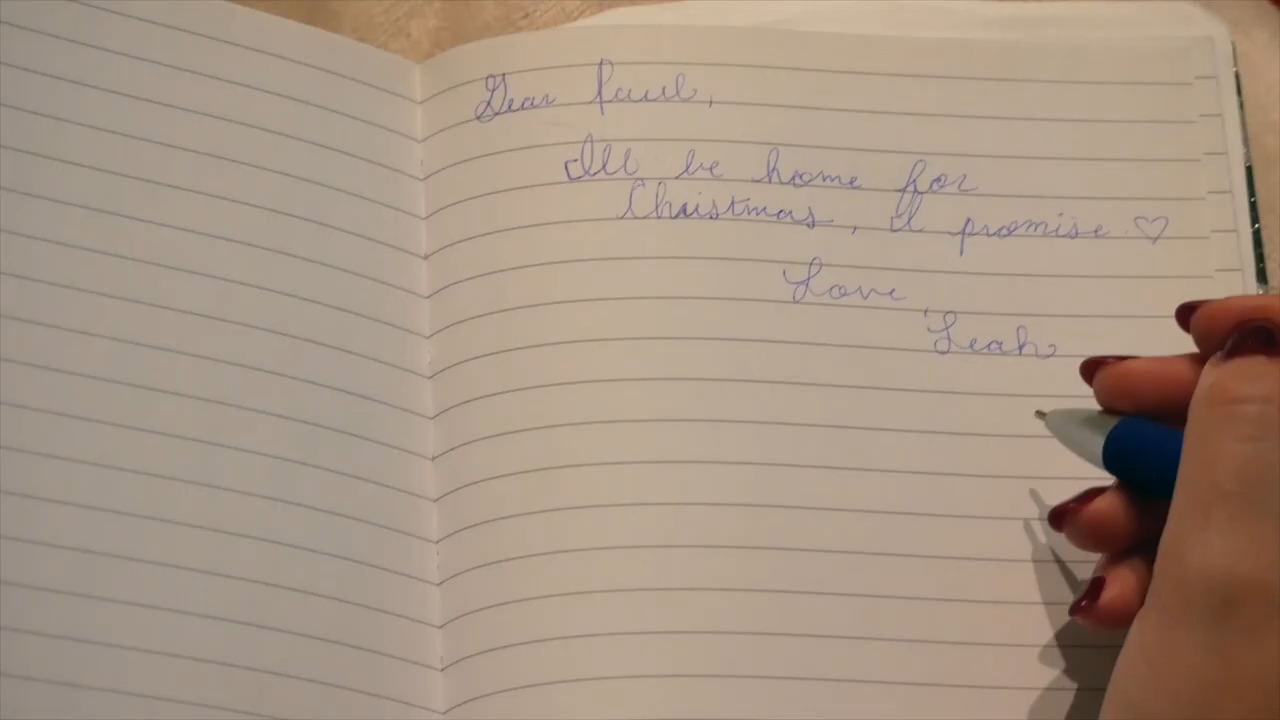 Dear Paul,
I'll be home for
Christmas, I promise ♡
Love,
Leah